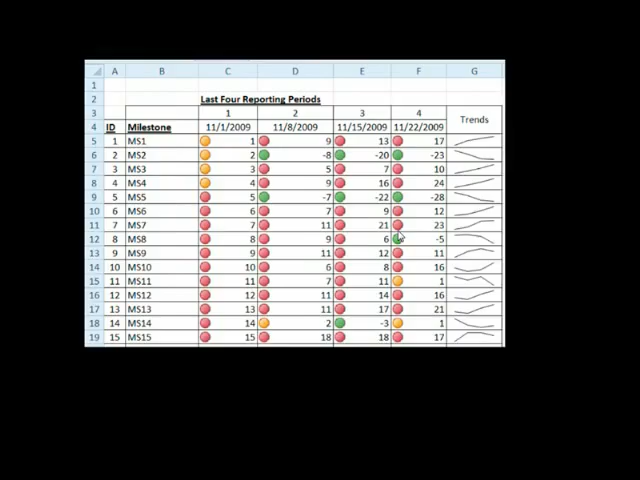 A B C D E F G
1
2 Last Four Reporting Periods
3 1 2 3 4 Trends
4 ID Milestone 11/1/2009 11/8/2009 11/15/2009 11/22/2009
5 1 MS1 1 9 13 17
6 2 MS2 2 -8 -20 -23
7 3 MS3 3 5 7 10
8 4 MS4 4 9 16 24
9 5 MS5 5 -7 -22 -28
10 6 MS6 6 7 9 12
11 7 MS7 7 11 21 23
12 8 MS8 8 9 6 -5
13 9 MS9 9 11 12 11
14 10 MS10 10 6 8 16
15 11 MS11 11 7 11 1
16 12 MS12 12 11 14 16
17 13 MS13 13 11 17 21
18 14 MS14 14 2 -3 1
19 15 MS15 15 18 18 17